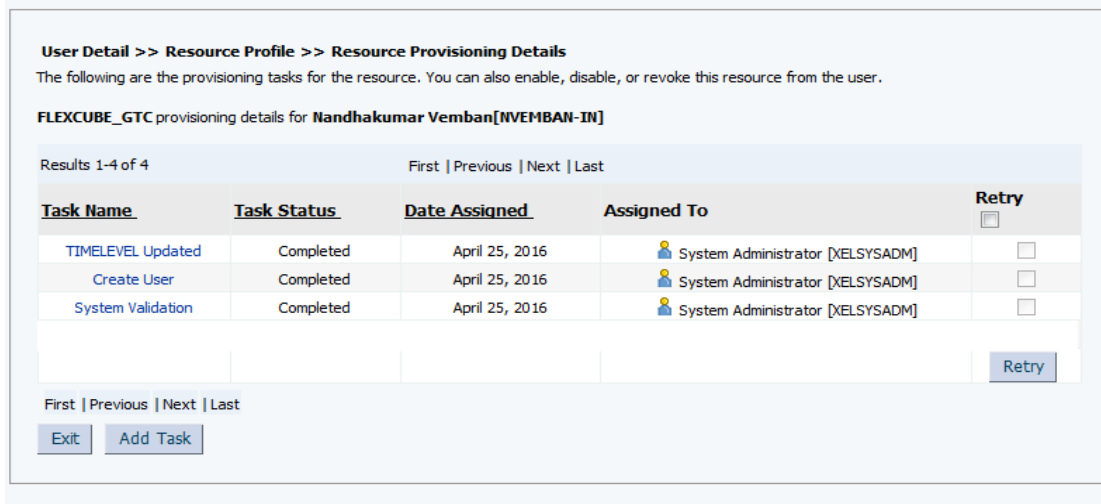 User Detail >> Resource Profile >> Resource Provisioning Details
The following are the provisioning tasks for the resource. You can also enable, disable, or revoke this resource from the user.
FLEXCUBE_GTC provisioning details for Nandhakumar Vemban[NVEMBAN-IN]
Results 1-4 of 4 First | Previous | Next | Last
Task Name Task Status Date Assigned Assigned To Retry
TIMELEVEL Updated Completed April 25, 2016 System Administrator [XELSYSADM]
Create User Completed April 25, 2016 System Administrator [XELSYSADM]
System Validation Completed April 25, 2016 System Administrator [XELSYSADM]
Retry
First | Previous | Next | Last
Exit Add Task